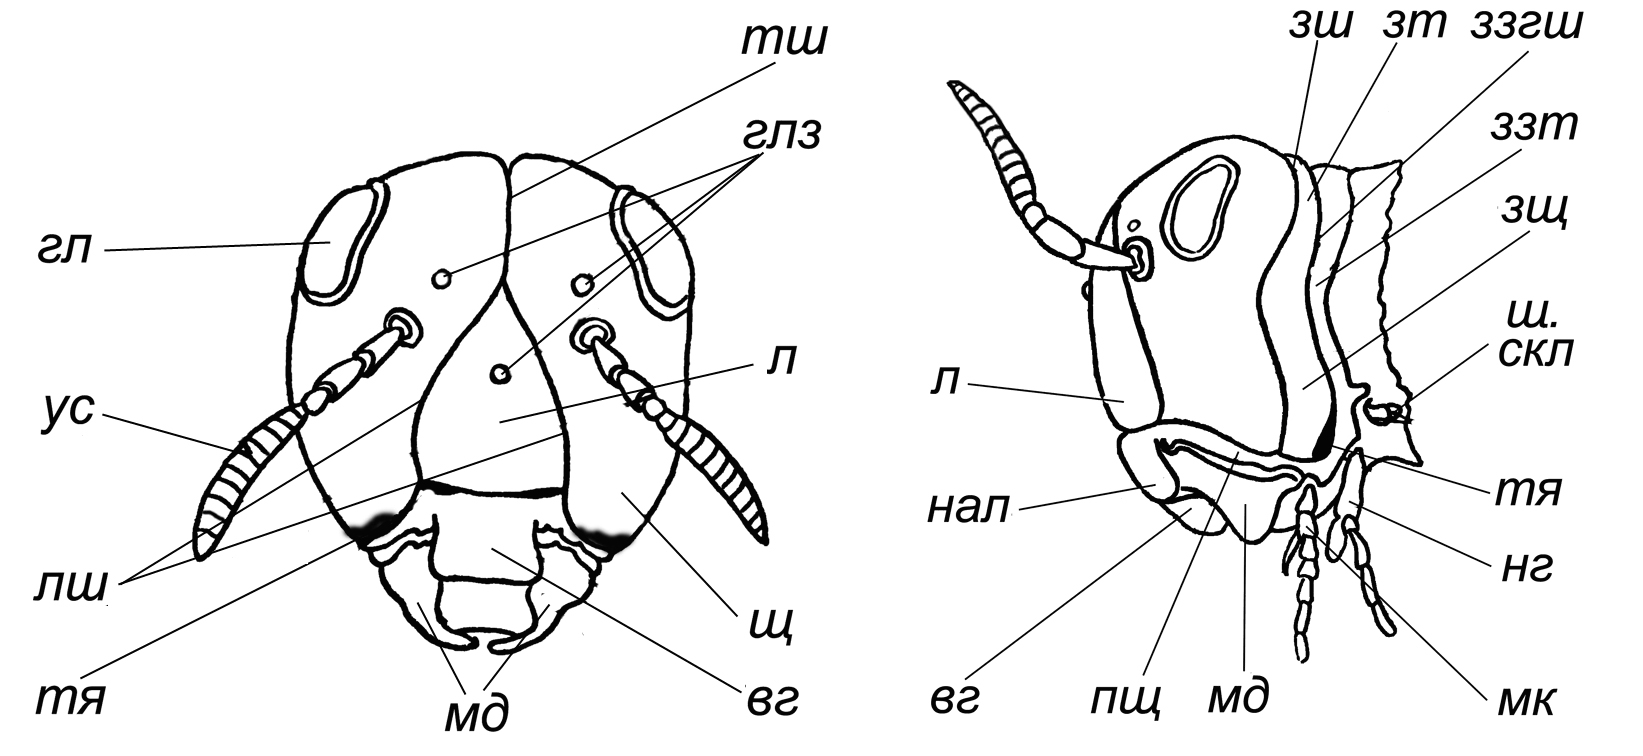 тш
глз
гл
л
ус
лш
щ
тя
мд
вг
зш зт ззгш
ззт
зщ
щ.
скл
л
нал
тя
нг
вг
пщ
мд
мк